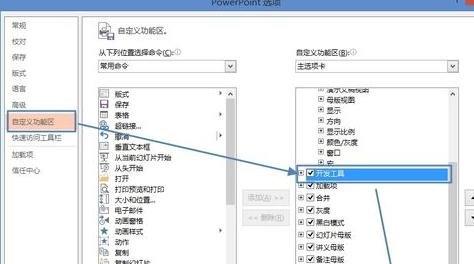 PowerPoint 选项
常规
校对
保存
版式
语言
高级
自定义功能区
快速访问工具栏
加载项
信任中心
自定义功能区。
从下列位置选择命令(C):
常用命令
版式
保存
表格
超链接...
撤消
垂直文本框
从当前幻灯片开始
从头开始
打开
打印预览和打印
大小和位置...
电子邮件
动画窗格
动画样式
动作
复制
添加(A) >>
<< 删除(R)
自定义功能区(B):
主选项卡
演示文稿视图
母版视图
显示
方向
显示比例
颜色/灰度
窗口
宏
开发工具
加载项
合并
灰度
黑白模式
幻灯片母版
讲义母版
备注母版